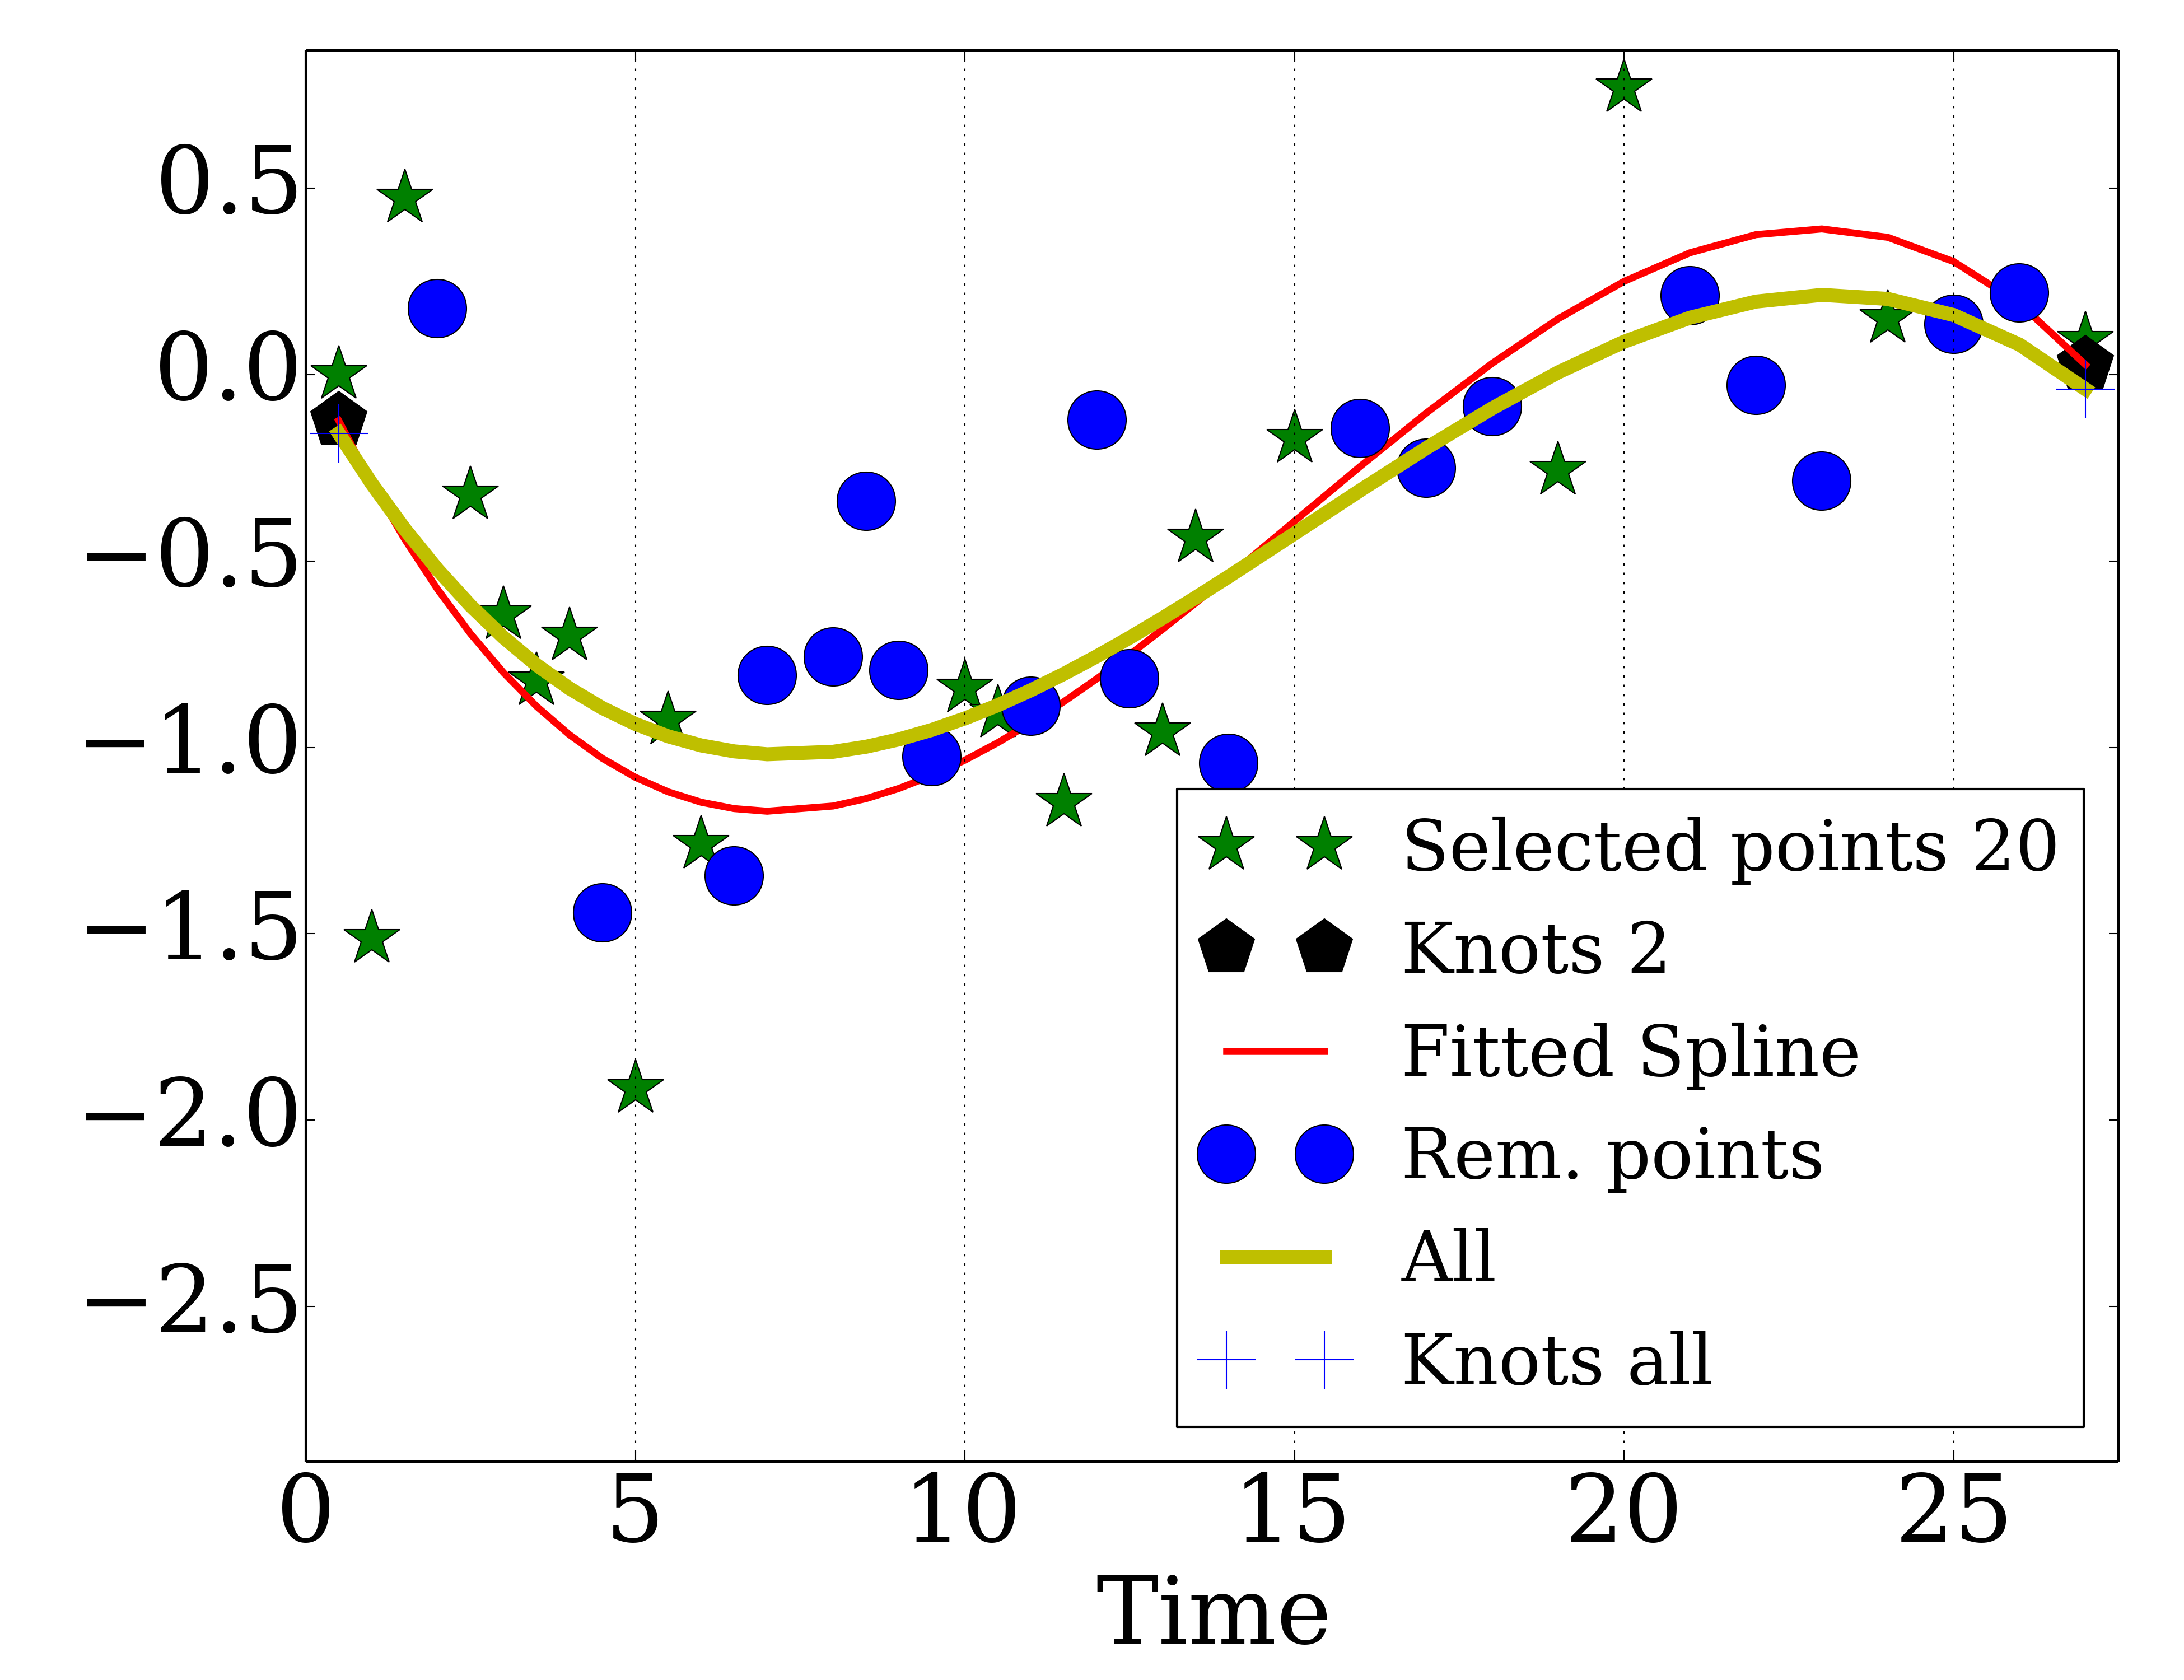 0.5
0.0
−0.5
−1.0
−1.5
−2.0
−2.5
Selected points 20
Knots 2
Fitted Spline
Rem. points
All
Knots all
0 5 10 15 20 25
Time